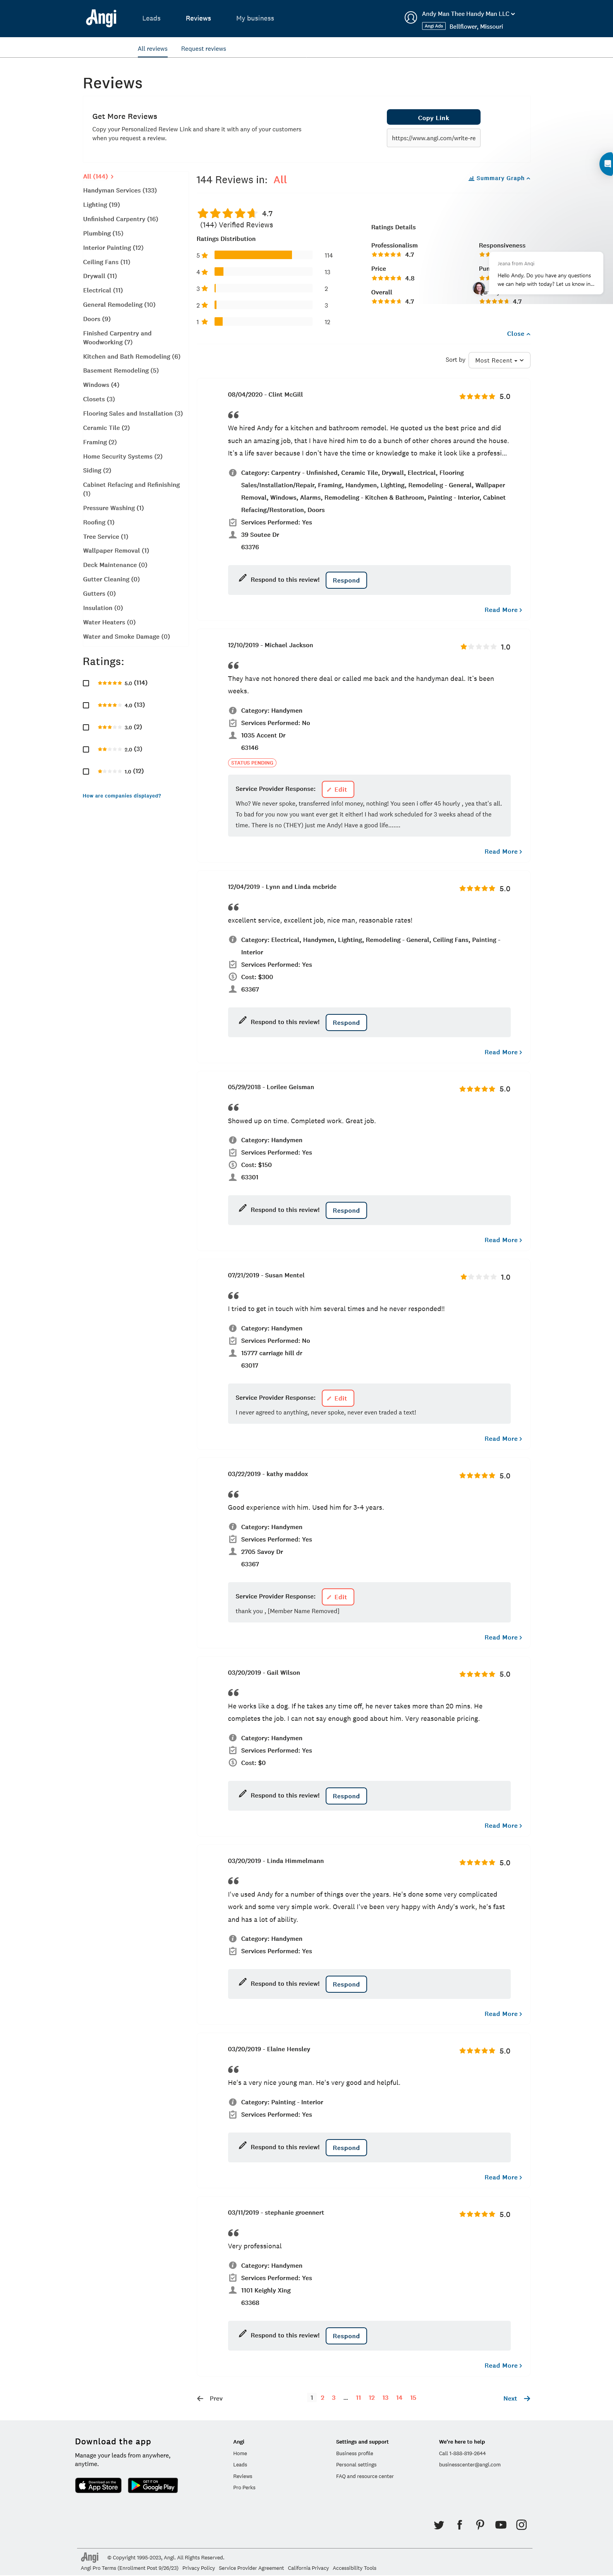 Angi
Leads
Reviews
My business
Andy Man Thee Handy Man LLC
Angi Ads
Bellflower, Missouri
All reviews
Request reviews
Reviews
Get More Reviews
Copy your Personalized Review Link and share it with any of your customers
when you request a review.
Copy Link
https://www.angi.com/write-re
All (144)
Handyman Services (133)
Lighting (19)
Unfinished Carpentry (16)
Plumbing (15)
Interior Painting (12)
Ceiling Fans (11)
Drywall (11)
Electrical (11)
General Remodeling (10)
Doors (9)
Finished Carpentry and
Woodworking (7)
Kitchen and Bath Remodeling (6)
Basement Remodeling (5)
Windows (4)
Closets (3)
Flooring Sales and Installation (3)
Ceramic Tile (2)
Framing (2)
Home Security Systems (2)
Siding (2)
Cabinet Refacing and Refinishing
(1)
Pressure Washing (1)
Roofing (1)
Tree Service (1)
Wallpaper Removal (1)
Deck Maintenance (0)
Gutter Cleaning (0)
Gutters (0)
Insulation (0)
Water Heaters (0)
Water and Smoke Damage (0)
Ratings:
5.0 (114)
4.0 (13)
3.0 (2)
2.0 (3)
1.0 (12)
How are companies displayed?
144 Reviews in: All
Summary Graph
4.7
(144) Verified Reviews
Ratings Distribution
5 114
4 13
3 2
2 3
1 12
Ratings Details
Professionalism
4.7
Price
4.8
Overall
4.7
Responsiveness
Pun
4.7
Jeana from Angi
Hello Andy. Do you have any questions
we can help with today? Let us know in...
Close
Sort by
Most Recent
08/04/2020 - Clint McGill
5.0
We hired Andy for a kitchen and bathroom remodel. He quoted us the best price and did
such an amazing job, that I have hired him to do a bunch of other chores around the house.
It's a life saver because I don't have the time or knowledge to make it look like a professi...
Category: Carpentry - Unfinished, Ceramic Tile, Drywall, Electrical, Flooring
Sales/Installation/Repair, Framing, Handymen, Lighting, Remodeling - General, Wallpaper
Removal, Windows, Alarms, Remodeling - Kitchen & Bathroom, Painting - Interior, Cabinet
Refacing/Restoration, Doors
Services Performed: Yes
39 Soutee Dr
63376
Respond to this review!
Respond
Read More
12/10/2019 - Michael Jackson
1.0
They have not honored there deal or called me back and the handyman deal. It's been
weeks.
Category: Handymen
Services Performed: No
1035 Accent Dr
63146
STATUS PENDING
Service Provider Response:
Edit
Who? We never spoke, transferred info! money, nothing! You seen I offer 45 hourly , yea that's all.
To bad for you now you want ever get it either! I had work scheduled for 3 weeks ahead of the
time. There is no (THEY) just me Andy! Have a good life.......
Read More
12/04/2019 - Lynn and Linda mcbride
5.0
excellent service, excellent job, nice man, reasonable rates!
Category: Electrical, Handymen, Lighting, Remodeling - General, Ceiling Fans, Painting -
Interior
Services Performed: Yes
Cost: $300
63367
Respond to this review!
Respond
Read More
05/29/2018 - Lorilee Geisman
5.0
Showed up on time. Completed work. Great job.
Category: Handymen
Services Performed: Yes
Cost: $150
63301
Respond to this review!
Respond
Read More
07/21/2019 - Susan Mentel
1.0
I tried to get in touch with him several times and he never responded!!
Category: Handymen
Services Performed: No
15777 carriage hill dr
63017
Service Provider Response:
Edit
I never agreed to anything, never spoke, never even traded a text!
Read More
03/22/2019 - kathy maddox
5.0
Good experience with him. Used him for 3-4 years.
Category: Handymen
Services Performed: Yes
2705 Savoy Dr
63367
Service Provider Response:
Edit
thank you , [Member Name Removed]
Read More
03/20/2019 - Gail Wilson
5.0
He works like a dog. If he takes any time off, he never takes more than 20 mins. He
completes the job. I can not say enough good about him. Very reasonable pricing.
Category: Handymen
Services Performed: Yes
Cost: $0
Respond to this review!
Respond
Read More
03/20/2019 - Linda Himmelmann
5.0
I've used Andy for a number of things over the years. He's done some very complicated
work and some very simple work. Overall I've been very happy with Andy's work, he's fast
and has a lot of ability.
Category: Handymen
Services Performed: Yes
Respond to this review!
Respond
Read More
03/20/2019 - Elaine Hensley
5.0
He's a very nice young man. He's very good and helpful.
Category: Painting - Interior
Services Performed: Yes
Respond to this review!
Respond
Read More
03/11/2019 - stephanie groennert
5.0
Very professional
Category: Handymen
Services Performed: Yes
1101 Keighly Xing
63368
Respond to this review!
Respond
Read More
Prev
1 2 3 ... 11 12 13 14 15
Next
Download the app
Manage your leads from anywhere,
anytime.
Download on the
App Store
GET IT ON
Google Play
Angi
Home
Leads
Reviews
Pro Perks
Settings and support
Business profile
Personal settings
FAQ and resource center
We're here to help
Call 1-888-819-2644
businesscenter@angi.com
Angi
© Copyright 1995-2023, Angi. All Rights Reserved.
Angi Pro Terms (Enrollment Post 9/26/23) Privacy Policy Service Provider Agreement California Privacy Accessibility Tools